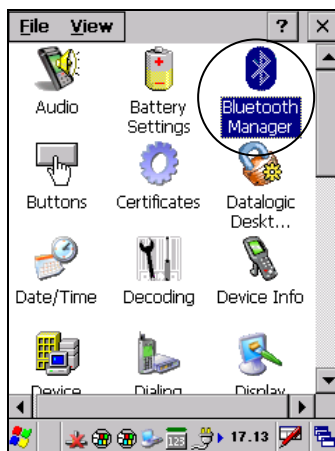 File View ? ×
Audio
Battery
Settings
Bluetooth
Manager
Buttons
Certificates
Datalogic
Deskt...
Date/Time
Decoding
Device Info
Device
Dialing
Display
123
17.13